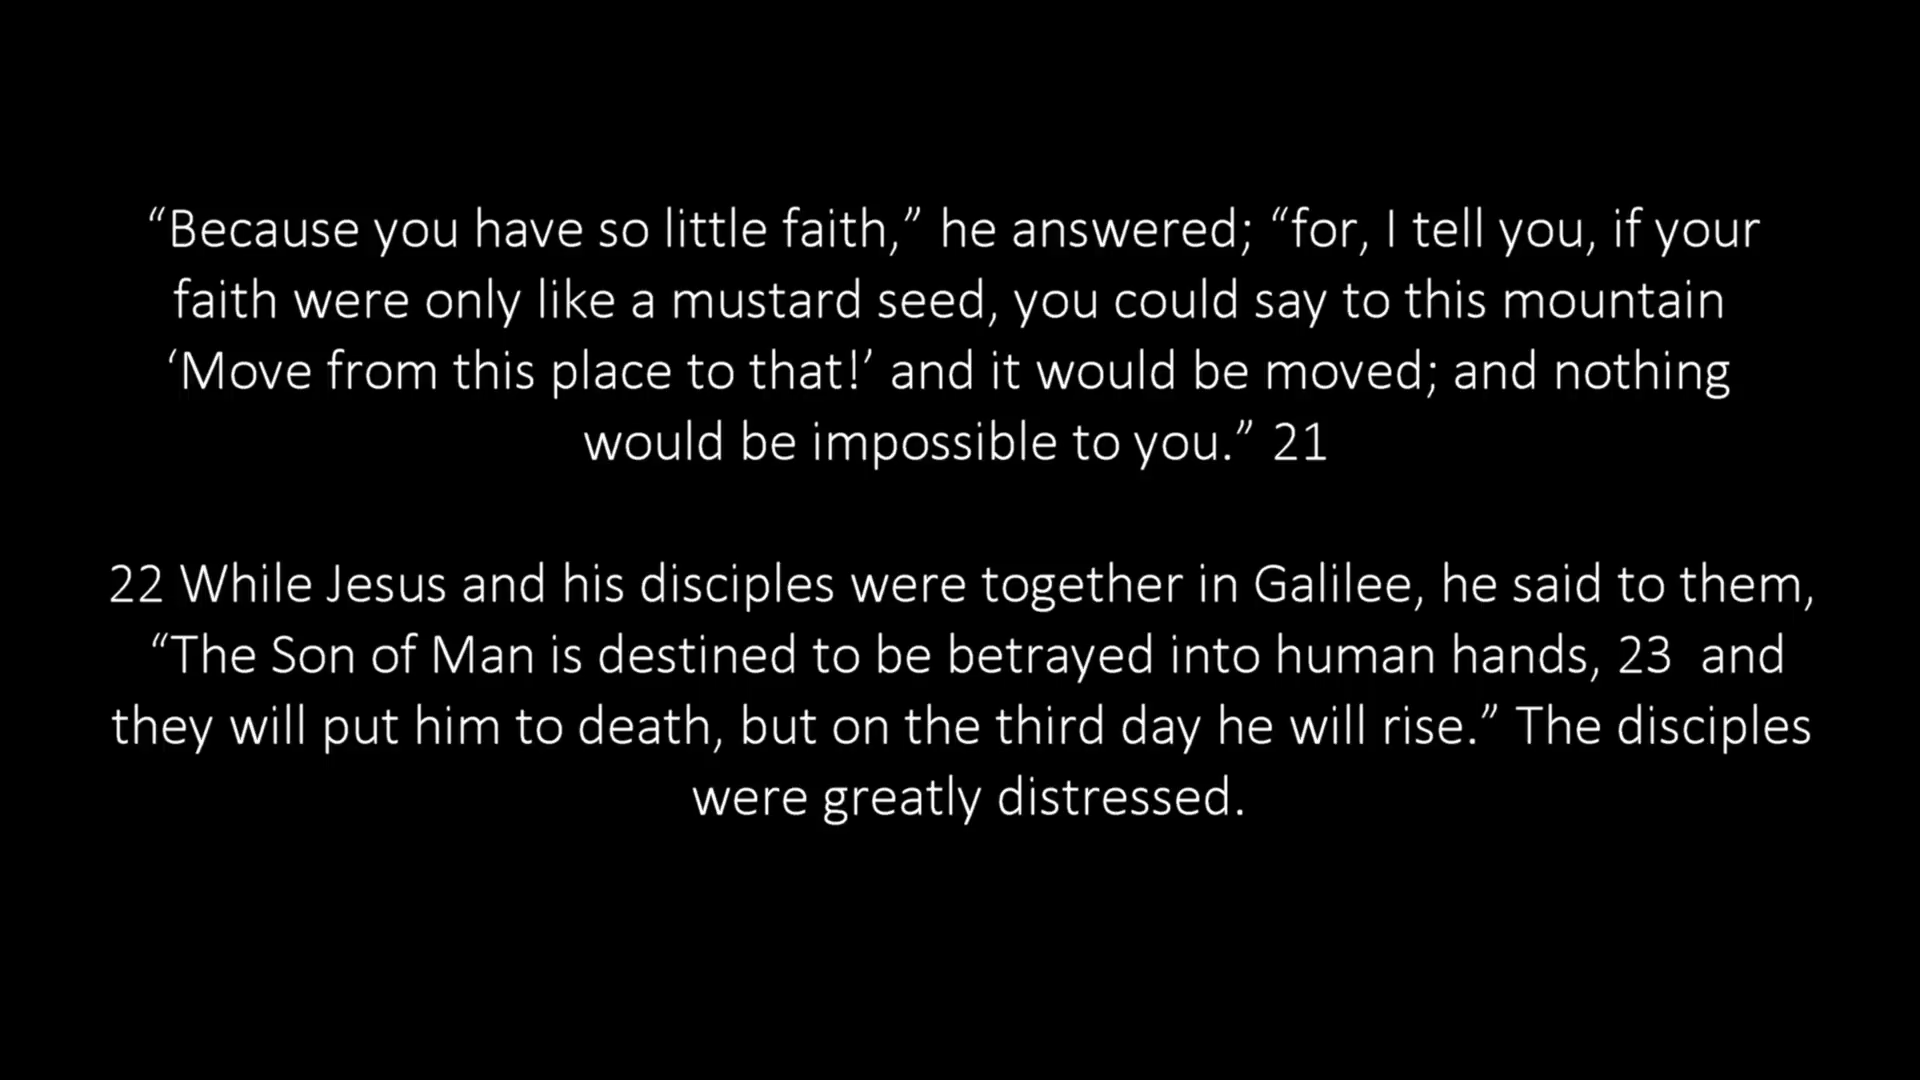 “Because you have so little faith,” he answered; “for, I tell you, if your
faith were only like a mustard seed, you could say to this mountain
‘Move from this place to that!’ and it would be moved; and nothing
would be impossible to you.” 21
22 While Jesus and his disciples were together in Galilee, he said to them,
“The Son of Man is destined to be betrayed into human hands, 23  and
they will put him to death, but on the third day he will rise.” The disciples
were greatly distressed.